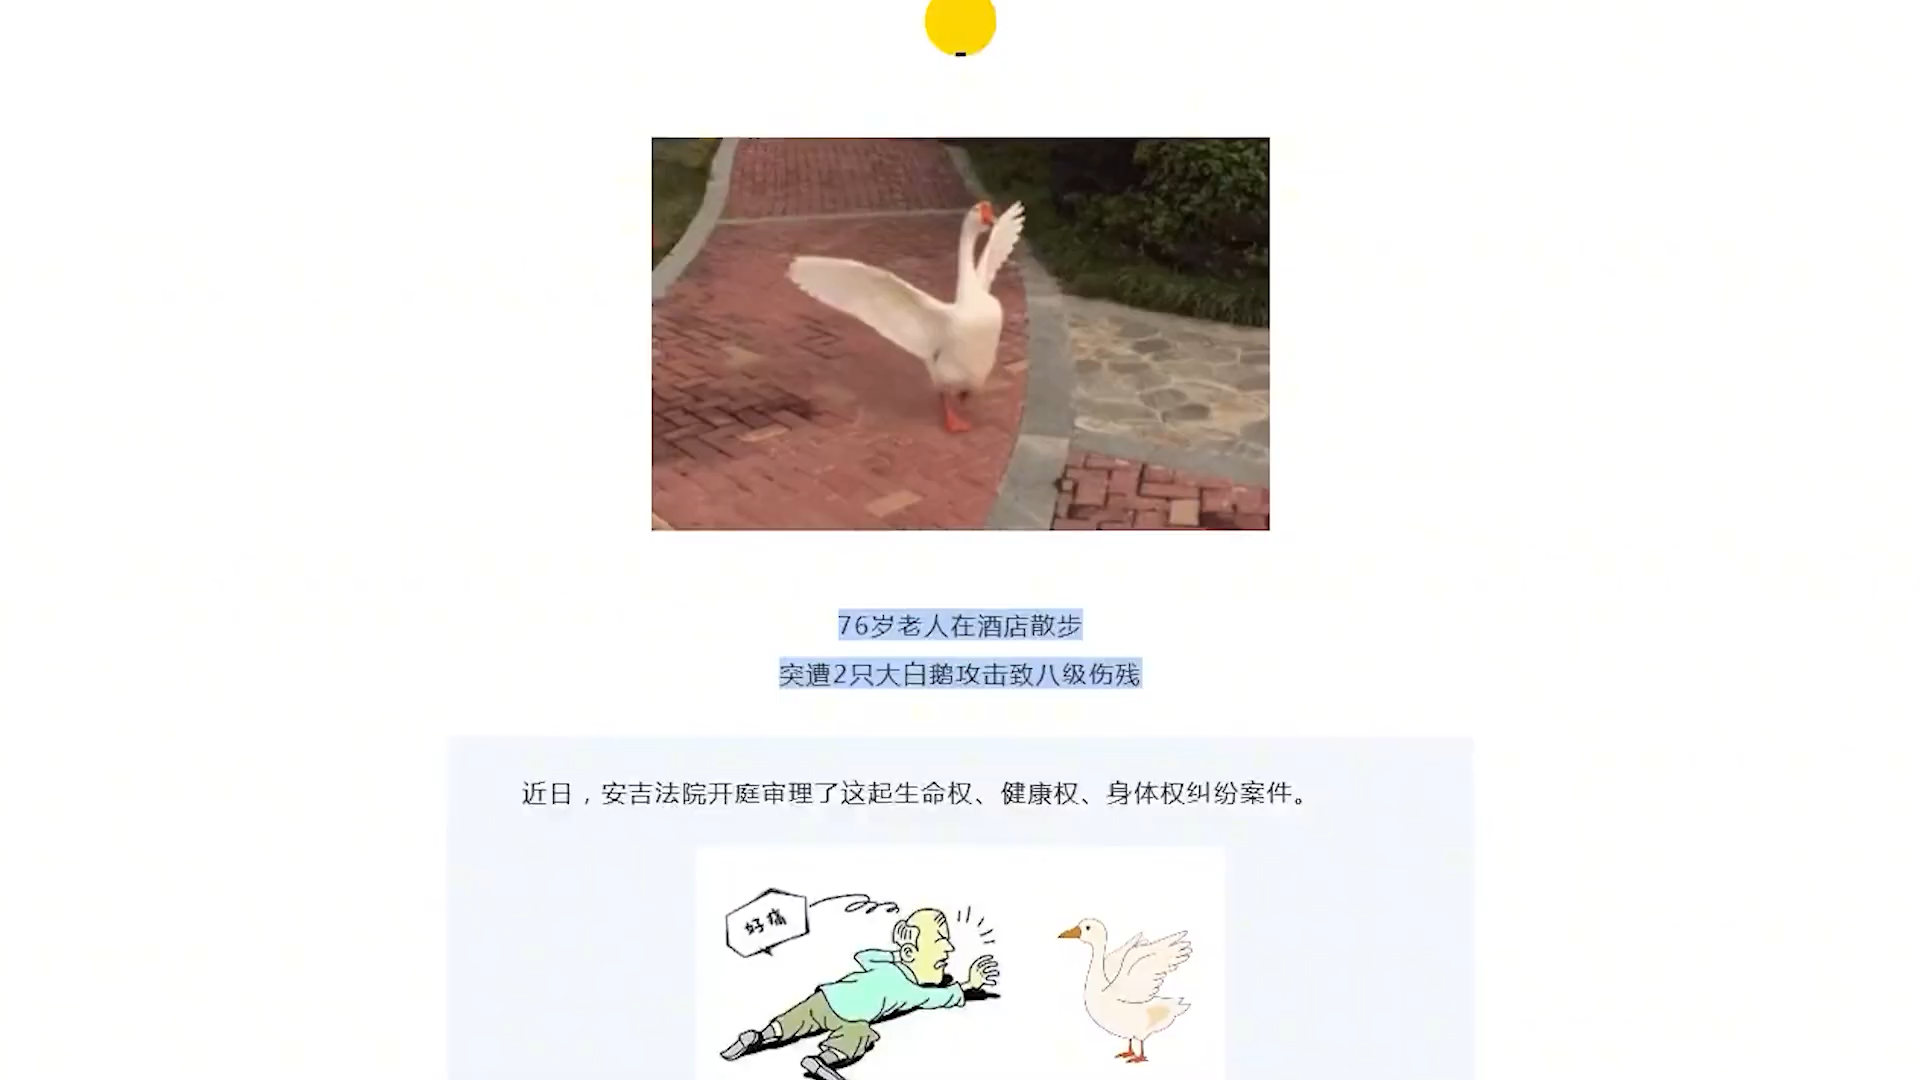 76岁老人在酒店散步
突遭2只大白鹅攻击致八级伤残
近日，安吉法院开庭审理了这起生命权、健康权、身体权纠纷案件。
好痛